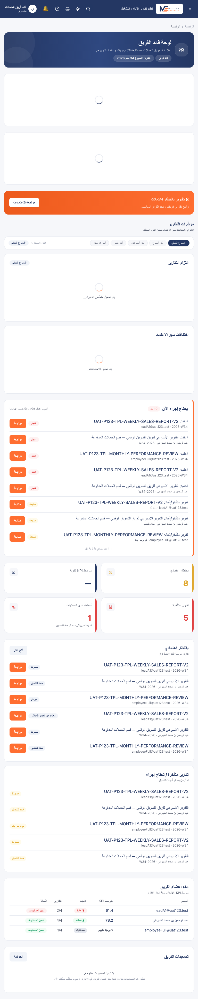 نظام تقارير الأداء والتشغيل
قائد فريق الحملات
قائد فريق
ق
الرئيسية › الرئيسية
لوحة قائد الفريق
أهلاً، قائد فريق الحملات — متابعة التزام فريقك واعتماد تقاريرهم
قائد فريق
الفترة: الأسبوع 34 لعام 2026
8 تقارير بانتظار اعتمادك
راجع تقارير فريقك واتخذ القرار المناسب.
مراجعة الاعتمادات
مؤشّرات التقارير
الالتزام واختناقات سير الاعتماد ضمن الفترة المحدّدة
الأسبوع الحالي
آخر أسبوع
آخر أسبوعين
آخر شهر
آخر 3 أشهر
الفترة المختارة: الأسبوع الحالي
التزام التقارير
الأسبوع الحالي
يتم تحميل ملخّص الالتزام...
اختناقات سير الاعتماد
يتم تحليل الاختناقات...
يحتاج إجراء الآن
10 بنْد
أهم ما عليك فعله، مرتّبًا حسب الأولوية
اعتمد: UAT-P123-TPL-WEEKLY-SALES-REPORT-V2
leadA1@uat123.test · 2026-W34
عاجل
مراجعة
اعتمد: التقرير الأسبوعي لفريق التسويق الرقمي — قسم الحملات المدفوعة
عبد الرحمن بن محمد الشهراني · 2026-W34
عاجل
مراجعة
اعتمد: UAT-P123-TPL-MONTHLY-PERFORMANCE-REVIEW
employeeFull@uat123.test · 2026-W34
عاجل
مراجعة
اعتمد: UAT-P123-TPL-WEEKLY-SALES-REPORT-V2
leadA1@uat123.test · 2026-W34
عاجل
مراجعة
اعتمد: التقرير الأسبوعي لفريق التسويق الرقمي — قسم الحملات المدفوعة
عبد الرحمن بن محمد الشهراني · 2026-W34
عاجل
مراجعة
تقرير متأخر/مُعاد: UAT-P123-TPL-WEEKLY-SALES-REPORT-V2
leadA1@uat123.test · مسودّة
متابعة
متابعة
تقرير متأخر/مُعاد: التقرير الأسبوعي لفريق التسويق الرقمي — قسم الحملات المدفوعة
عبد الرحمن بن محمد الشهراني · مُعاد للتعديل
متابعة
متابعة
تقرير متأخر/مُعاد: UAT-P123-TPL-MONTHLY-PERFORMANCE-REVIEW
employeeFull@uat123.test · لم يُرسل بعد
متابعة
متابعة
+ 2 بند إضافي بأولوية أقل
بانتظار اعتمادي
8
متوسط KPI للفريق
—
تقارير متأخرة
5
أعضاء دون المستهدف
1
قد يحتاجون إلى دعم أو خطة تحسين
بانتظار اعتمادي
تقارير مرسلة إليك لاتخاذ قرار
فتح الكل
UAT-P123-TPL-WEEKLY-SALES-REPORT-V2
leadA1@uat123.test · 2026-W34
مسودة
مراجعة
التقرير الأسبوعي لفريق التسويق الرقمي — قسم الحملات المدفوعة
عبد الرحمن بن محمد الشهراني · 2026-W34
مُعاد للتعديل
مراجعة
UAT-P123-TPL-MONTHLY-PERFORMANCE-REVIEW
employeeFull@uat123.test · 2026-W34
مُرسَل
مراجعة
UAT-P123-TPL-WEEKLY-SALES-REPORT-V2
leadA1@uat123.test · 2026-W34
معتمد من المدير المباشر
مراجعة
التقرير الأسبوعي لفريق التسويق الرقمي — قسم الحملات المدفوعة
عبد الرحمن بن محمد الشهراني · 2026-W34
مسودة
مراجعة
UAT-P123-TPL-MONTHLY-PERFORMANCE-REVIEW
employeeFull@uat123.test · 2026-W34
مُعاد للتعديل
مراجعة
تقارير متأخرة / تحتاج إجراء
لم تُرسل بعد أو أُعيدت للتعديل
UAT-P123-TPL-WEEKLY-SALES-REPORT-V2
leadA1@uat123.test · 2026-W34
مسودّة
التقرير الأسبوعي لفريق التسويق الرقمي — قسم الحملات المدفوعة
عبد الرحمن بن محمد الشهراني · 2026-W34
مُعاد للتعديل
UAT-P123-TPL-MONTHLY-PERFORMANCE-REVIEW
employeeFull@uat123.test · 2026-W34
لم يُرسل بعد
UAT-P123-TPL-WEEKLY-SALES-REPORT-V2
leadA1@uat123.test · 2026-W34
مسودّة
التقرير الأسبوعي لفريق التسويق الرقمي — قسم الحملات المدفوعة
عبد الرحمن بن محمد الشهراني · 2026-W34
مُعاد للتعديل
أداء أعضاء الفريق
متوسط KPI والاتجاه ونسبة إنجاز التقارير
العضو متوسط KPI الاتجاه التقارير الحالة
leadA1@uat123.test 61.4 ▼ هابط 2/4 دون المستهدف
عبد الرحمن بن محمد الشهراني 78.2 ▲ صاعد 4/4 ضمن المستهدف
employeeFull@uat123.test لا يوجد تقييم — ثابت 1/4 ضمن المستهدف
تصعيدات الفريق
الحوكمة
لا توجد تصعيدات مفتوحة.
تظهر هنا التصعيدات حين يرفعها أحد أعضاء الفريق إلى الإدارة. لا شيء يتطلّب تدخّلك الآن.